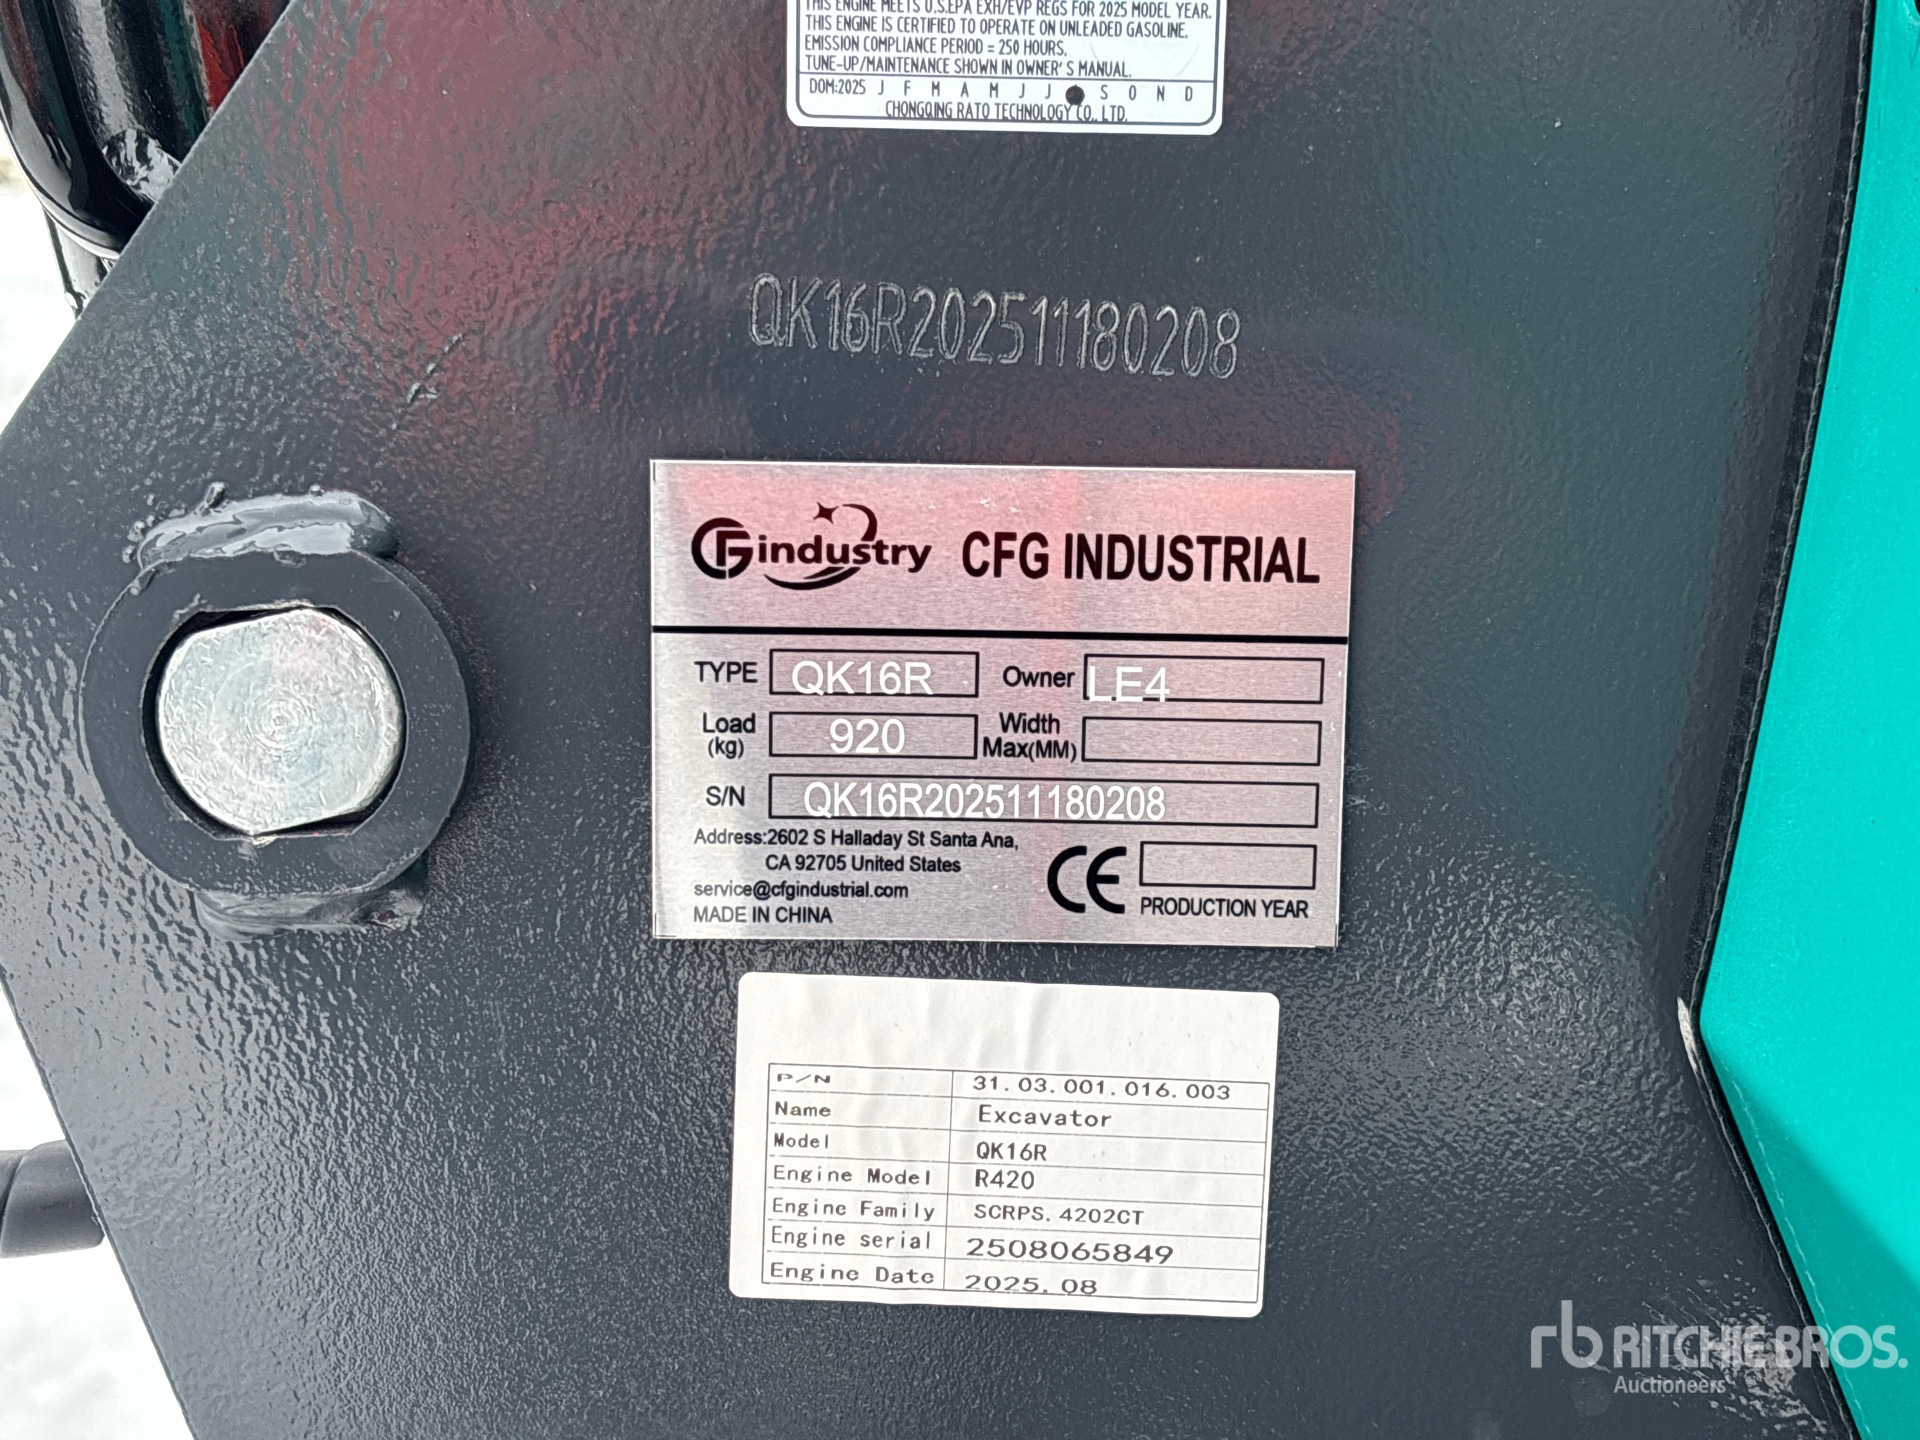 THIS ENGINE MEETS U.S.EPA EXH/EVP REGS FOR 2025 MODEL YEAR.
THIS ENGINE IS CERTIFIED TO OPERATE ON UNLEADED GASOLINE.
EMISSION COMPLIANCE PERIOD = 250 HOURS.
TUNE-UP/MAINTENANCE SHOWN IN OWNER' S MANUAL.
DOM:2025 J F M A M J J S O N D
CHONGQING RATO TECHNOLOGY CO., LTD.
QK16R202511180208
CFGindustry CFG INDUSTRIAL
TYPE QK16R Owner LE4
Load (kg) 920 Width Max(MM)
S/N QK16R202511180208
Address:2602 S Halladay St Santa Ana,
CA 92705 United States
service@cfgindustrial.com
MADE IN CHINA
CE PRODUCTION YEAR
P/N 31.03.001.016.003
Name Excavator
Model QK16R
Engine Model R420
Engine Family SCRPS.4202CT
Engine serial 2508065849
Engine Date 2025.08
rb RITCHIE BROS.
Auctioneers